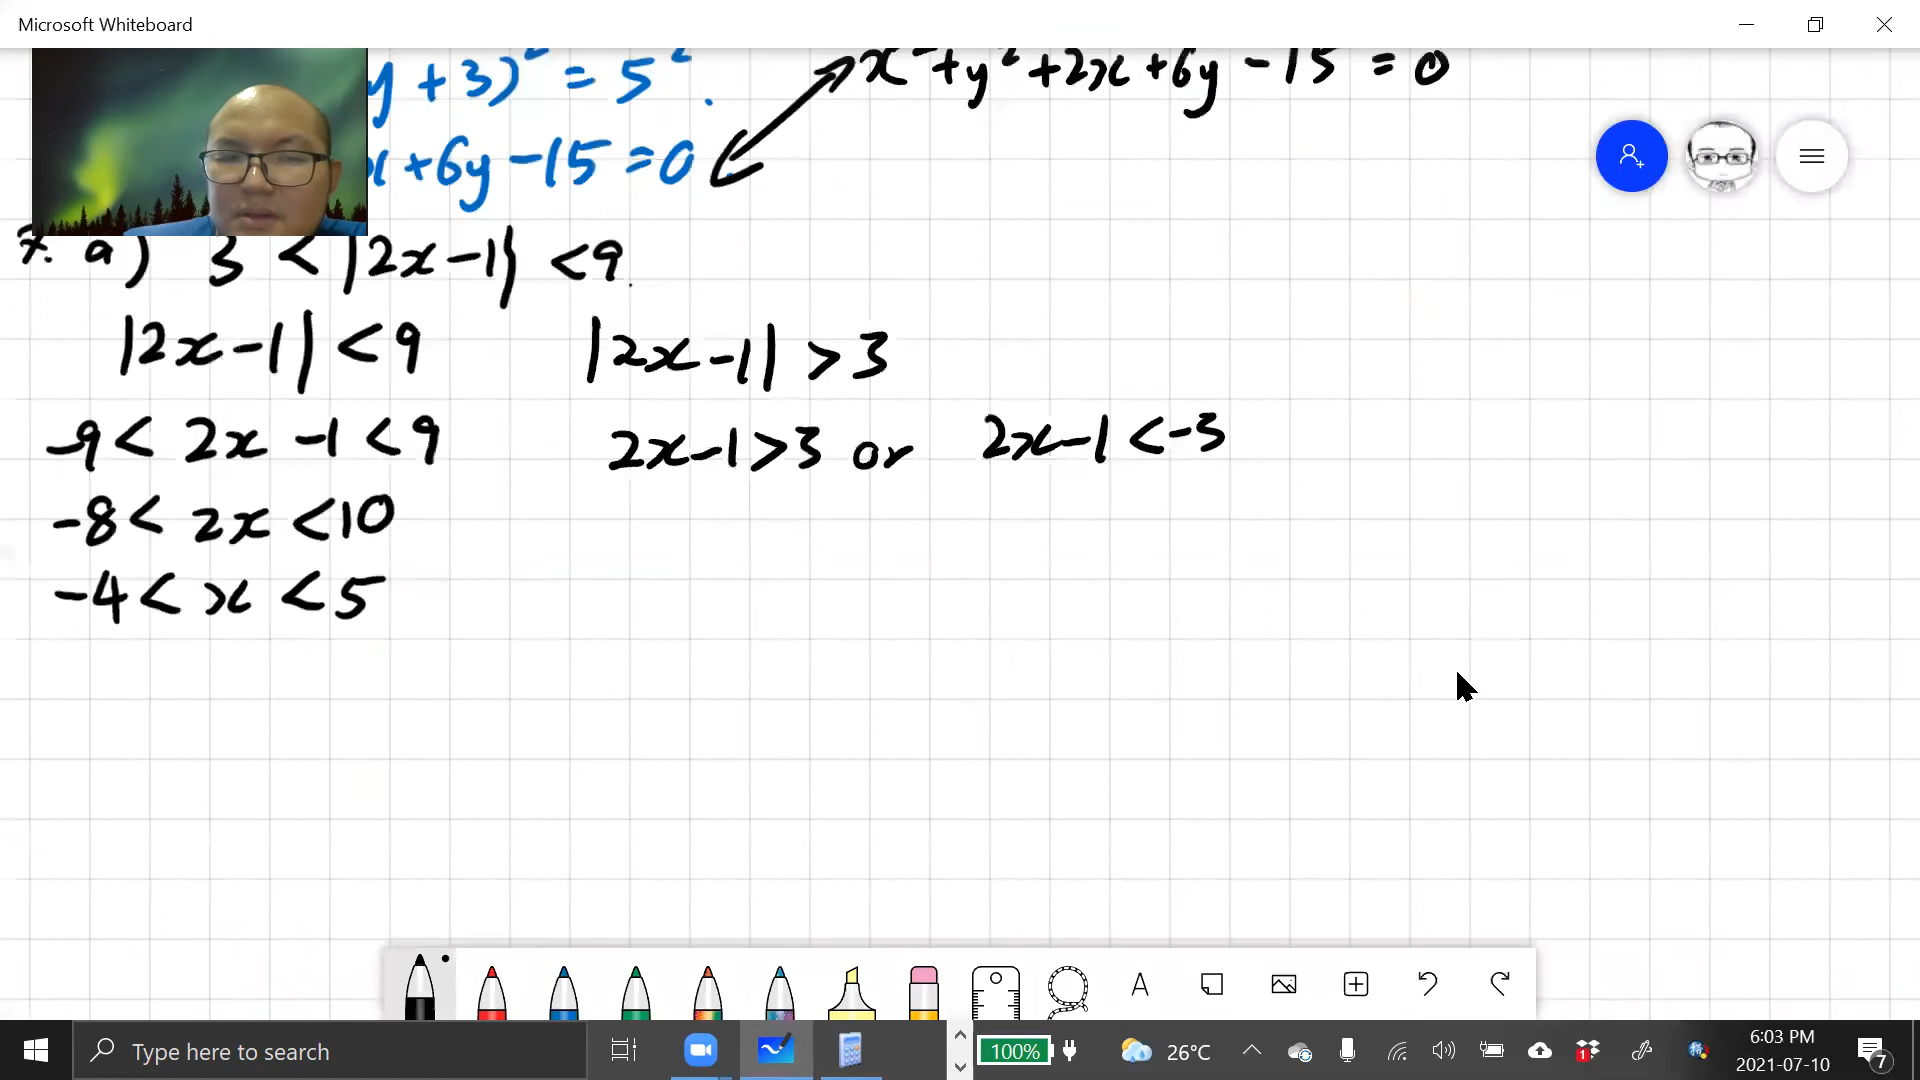 Microsoft Whiteboard
y + 3)² = 5².
x² + y² + 2x + 6y - 15 = 0
x + 6y - 15 = 0
7. a) 3 < |2x - 1| < 9.
|2x - 1| < 9
|2x - 1| > 3
-9 < 2x - 1 < 9
2x - 1 > 3 or 2x - 1 < -3
-8 < 2x < 10
-4 < x < 5
A
Type here to search
100%
26°C
1
6:03 PM
2021-07-10
7